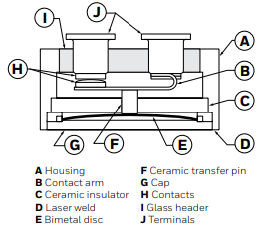 I
J
A
H
B
C
G
F
E
D
A Housing
B Contact arm
C Ceramic insulator
D Laser weld
E Bimetal disc
F Ceramic transfer pin
G Cap
H Contacts
I Glass header
J Terminals